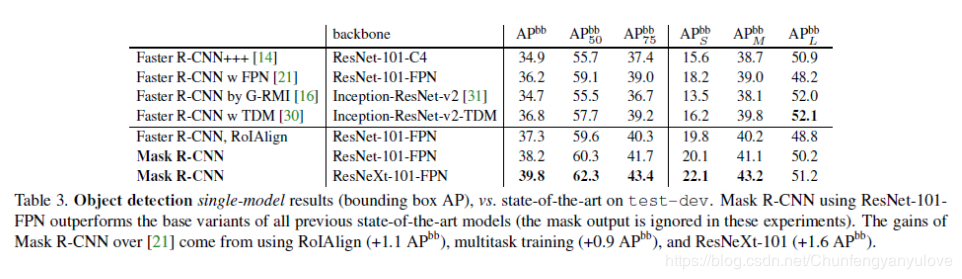 backbone AP^bb AP^bb_50 AP^bb_75 AP^bb_S AP^bb_M AP^bb_L
Faster R-CNN+++ [14] ResNet-101-C4 34.9 55.7 37.4 15.6 38.7 50.9
Faster R-CNN w FPN [21] ResNet-101-FPN 36.2 59.1 39.0 18.2 39.0 48.2
Faster R-CNN by G-RMI [16] Inception-ResNet-v2 [31] 34.7 55.5 36.7 13.5 38.1 52.0
Faster R-CNN w TDM [30] Inception-ResNet-v2-TDM 36.8 57.7 39.2 16.2 39.8 52.1
Faster R-CNN, RoIAlign ResNet-101-FPN 37.3 59.6 40.3 19.8 40.2 48.8
Mask R-CNN ResNet-101-FPN 38.2 60.3 41.7 20.1 41.1 50.2
Mask R-CNN ResNeXt-101-FPN 39.8 62.3 43.4 22.1 43.2 51.2
Table 3. Object detection single-model results (bounding box AP), vs. state-of-the-art on test-dev. Mask R-CNN using ResNet-101-
FPN outperforms the base variants of all previous state-of-the-art models (the mask output is ignored in these experiments). The gains of
Mask R-CNN over [21] come from using RoIAlign (+1.1 AP^bb), multitask training (+0.9 AP^bb), and ResNeXt-101 (+1.6 AP^bb).
https://blog.csdn.net/Chunfengyanyulove